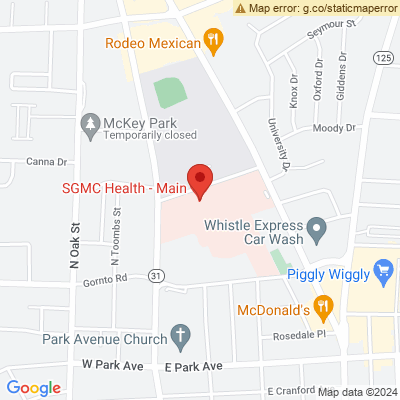 Map error: g.co/staticmaperror
Seymour St
Rodeo Mexican
125
Knox Dr
Oxford Dr
Giddens Dr
McKey Park
Temporarily closed
University Dr
Moody Dr
Canna Dr
SGMC Health - Main
N Oak St
N Toombs St
Whistle Express
Car Wash
31
Gornto Rd
Piggly Wiggly
McDonald's
Rosedale Pl
Park Avenue Church
W Park Ave
E Park Ave
E Cranford Ave
Google
Map data ©2024